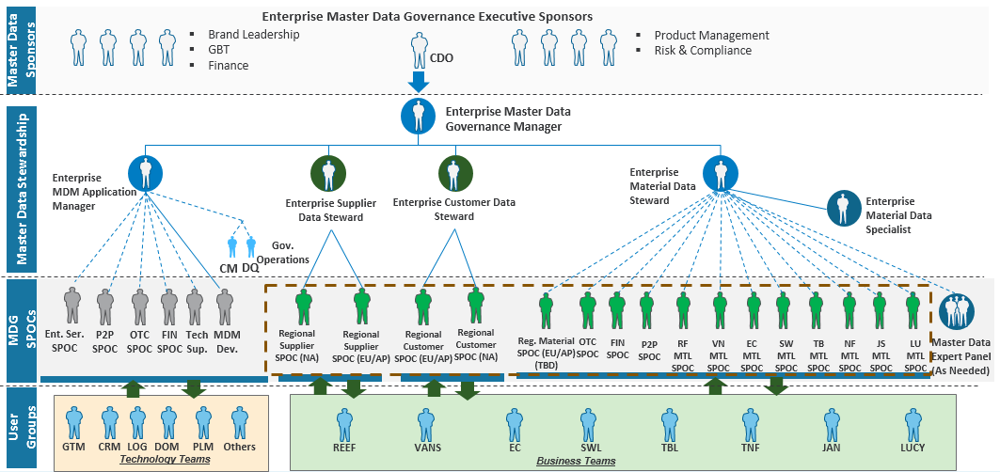 Master Data
Sponsors
Enterprise Master Data Governance Executive Sponsors
▪ Brand Leadership
▪ GBT
▪ Finance
CDO
▪ Product Management
▪ Risk & Compliance
Master Data Stewardship
Enterprise Master Data
Governance Manager
Enterprise
MDM Application
Manager
Enterprise Supplier
Data Steward
Enterprise Customer Data
Steward
Enterprise
Material Data
Steward
Enterprise
Material Data
Specialist
Gov.
Operations
CM DQ
MDG
SPOCs
Ent. Ser.
SPOC
P2P
SPOC
OTC
SPOC
FIN
SPOC
Tech
Sup.
MDM
Dev.
Regional
Supplier
SPOC (NA)
Regional
Supplier
SPOC (EU/AP)
Regional
Customer
SPOC (EU/AP)
Regional
Customer
SPOC (NA)
Reg. Material
SPOC (EU/AP)
(TBD)
OTC
SPOC
FIN
SPOC
P2P
SPOC
RF
MTL
SPOC
VN
MTL
SPOC
EC
MTL
SPOC
SW
MTL
SPOC
TB
MTL
SPOC
NF
MTL
SPOC
JS
MTL
SPOC
LU
MTL
SPOC
Master Data
Expert Panel
(As Needed)
User
Groups
GTM
CRM
LOG
DOM
PLM
Others
Technology Teams
REEF
VANS
EC
SWL
TBL
TNF
JAN
LUCY
Business Teams